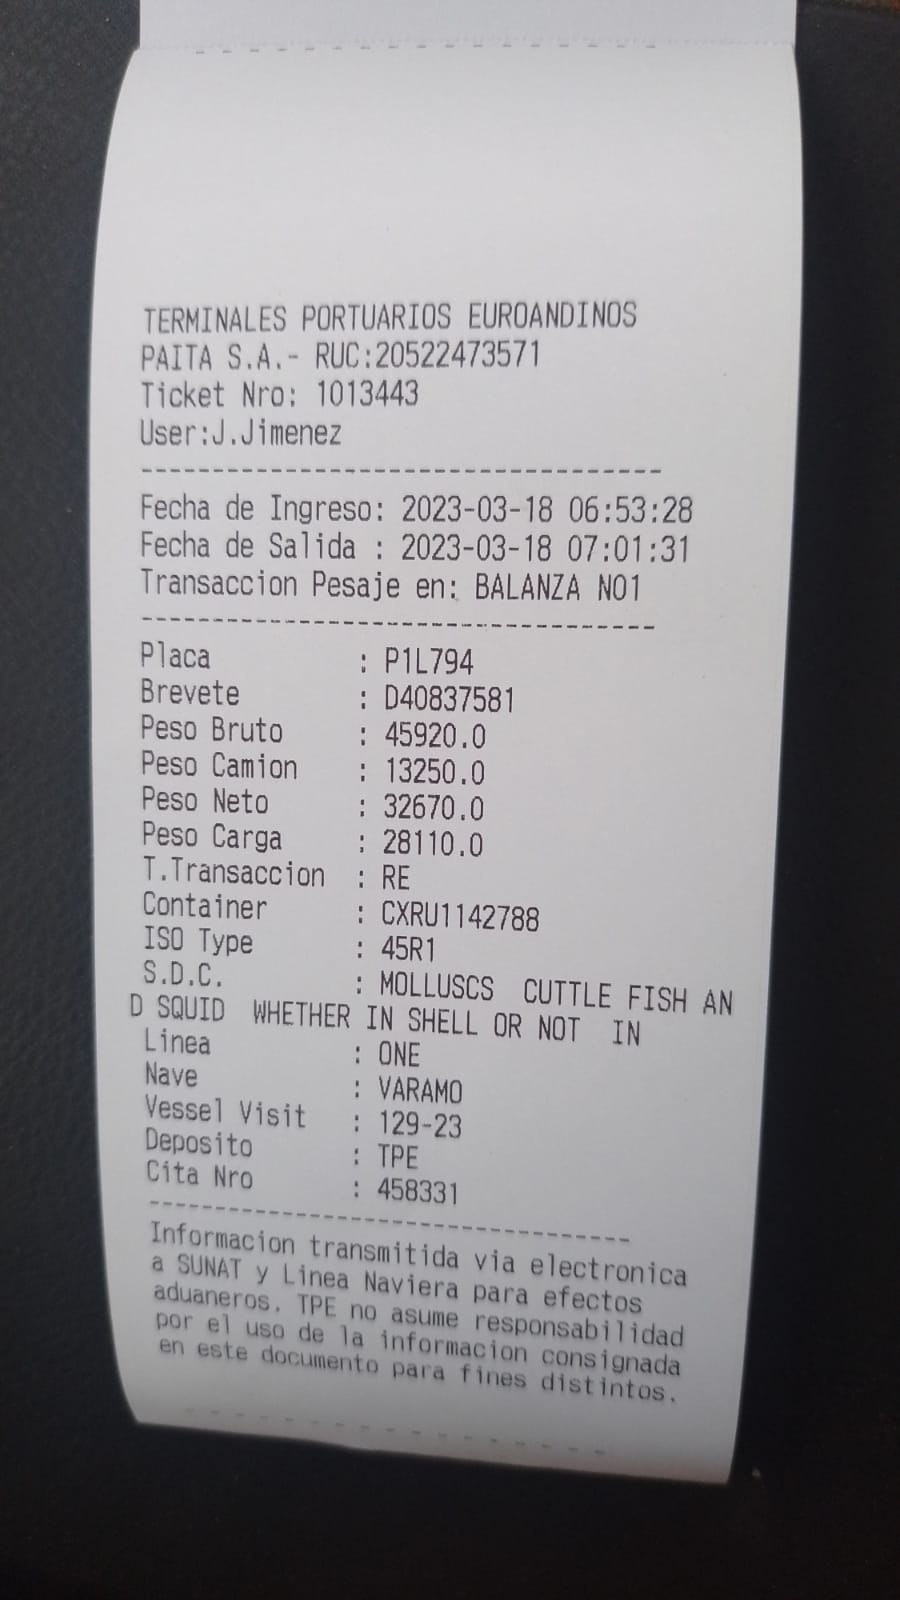 TERMINALES PORTUARIOS EUROANDINOS
PAITA S.A.- RUC:20522473571
Ticket Nro: 1013443
User:J.Jimenez
-----------------------------------
Fecha de Ingreso: 2023-03-18 06:53:28
Fecha de Salida : 2023-03-18 07:01:31
Transaccion Pesaje en: BALANZA NO1
-----------------------------------
Placa : P1L794
Brevete : D40837581
Peso Bruto : 45920.0
Peso Camion : 13250.0
Peso Neto : 32670.0
Peso Carga : 28110.0
T.Transaccion : RE
Container : CXRU1142788
ISO Type : 45R1
S.D.C. : MOLLUSCS  CUTTLE FISH AN
D SQUID  WHETHER IN SHELL OR NOT  IN
Linea : ONE
Nave : VARAMO
Vessel Visit : 129-23
Deposito : TPE
Cita Nro : 458331
-----------------------------------
Informacion transmitida via electronica
a SUNAT y Linea Naviera para efectos
aduaneros. TPE no asume responsabilidad
por el uso de la informacion consignada
en este documento para fines distintos.